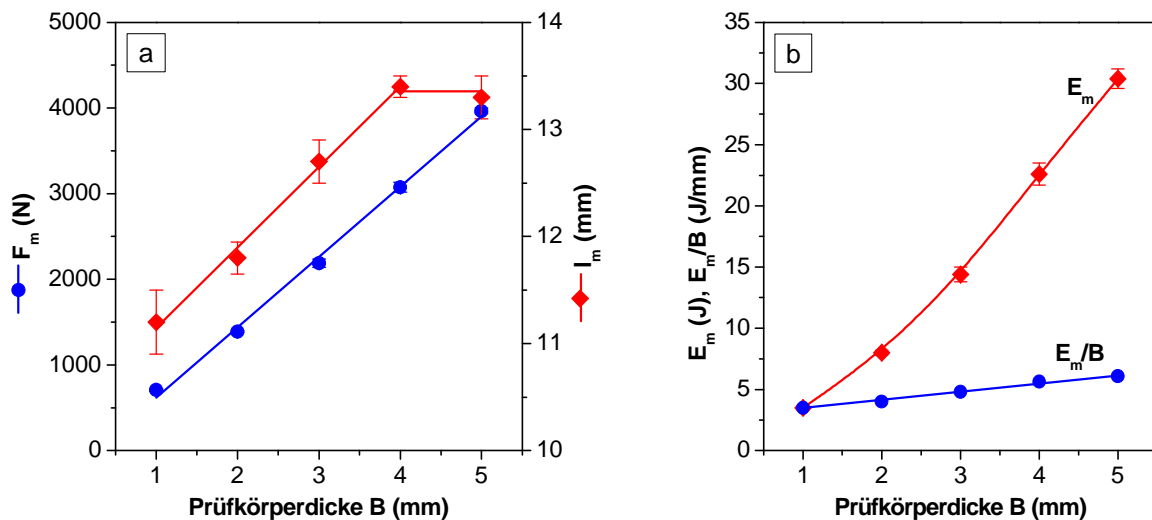 a
5000
4000
3000
2000
1000
0
F_m (N)
14
13
12
11
10
l_m (mm)
1 2 3 4 5
Prüfkörperdicke B (mm)
b
35
30
25
20
15
10
5
0
E_m (J), E_m/B (J/mm)
E_m
E_m/B
1 2 3 4 5
Prüfkörperdicke B (mm)